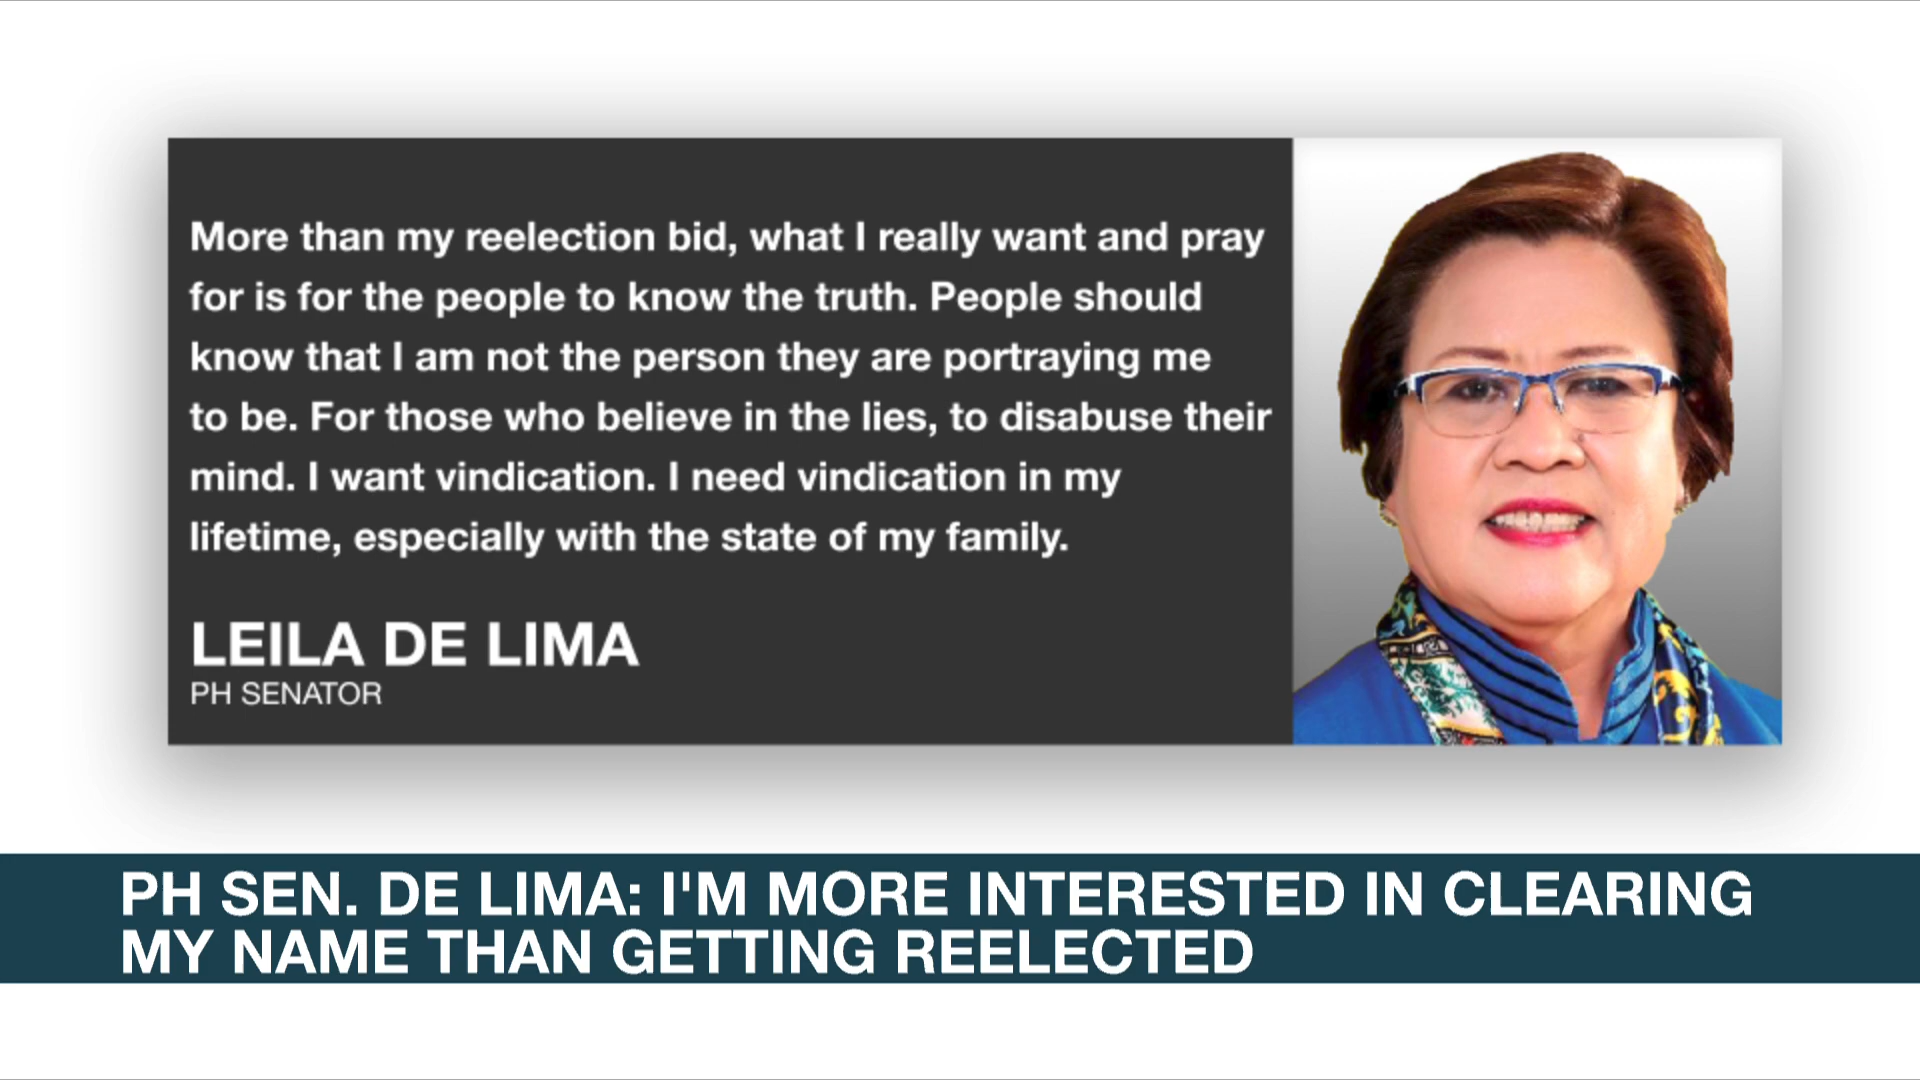 More than my reelection bid, what I really want and pray
for is for the people to know the truth. People should
know that I am not the person they are portraying me
to be. For those who believe in the lies, to disabuse their
mind. I want vindication. I need vindication in my
lifetime, especially with the state of my family.
LEILA DE LIMA
PH SENATOR
PH SEN. DE LIMA: I'M MORE INTERESTED IN CLEARING
MY NAME THAN GETTING REELECTED